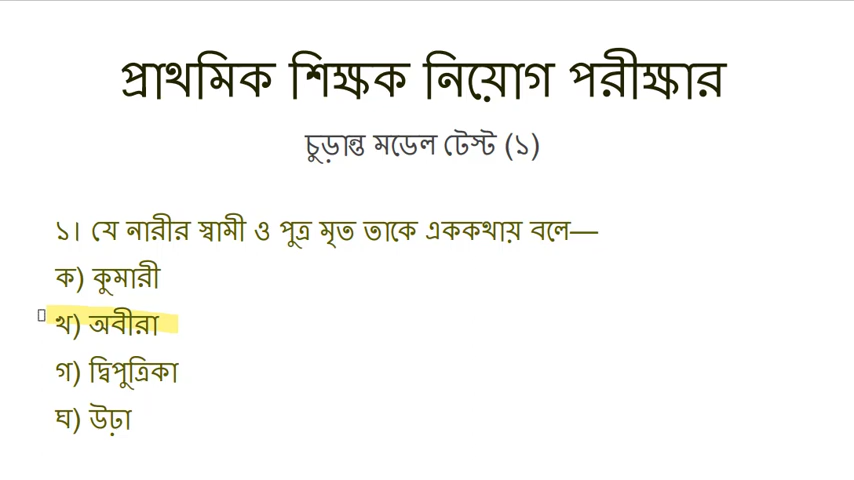 প্রাথমিক শিক্ষক নিয়োগ পরীক্ষার
চুড়ান্ত মডেল টেস্ট (১)
১। যে নারীর স্বামী ও পুত্র মৃত তাকে এককথায় বলে—
ক) কুমারী
খ) অবীরা
গ) দ্বিপুত্রিকা
ঘ) উঢ়া